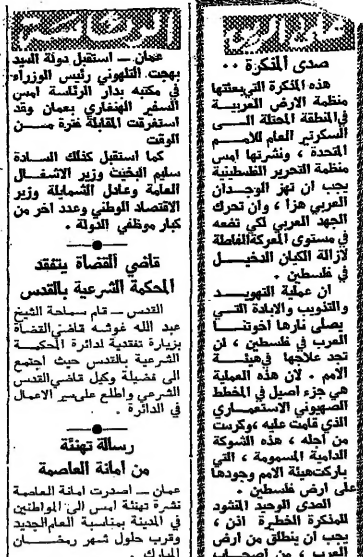 صدى المذكرة ٠٠
هذه المذكرة التي بعثتها
منظمة الارض العربية
في المنطقة المحتلة الى
السكرتير العام للامم
المتحدة ، ونشرتها امس
منظمة التحرير الفلسطينية
يجب ان تهز الوجدان
العربي هزا ، وان تحرك
الجهد العربي لكي تضعه
في مستوى المعركة الفاصلة
لازالة الكيان الدخيل
في فلسطين .
ان عملية التهويد
والتذويب والابادة التي
يصلى نارها اخوتنا
العرب في فلسطين ، لن
تجد علاجها في هيئة
الامم . لان هذه العملية
هي جزء اصيل في المخطط
الصهيوني الاستعماري
الذي قامت عليه ،وكرست
من اجله ، هذه الشوكة
الدامية المسمومة ، التي
باركت هيئة الامم وجودها
على ارض فلسطين .
الصدى الوحيد المنشود
للمذكرة الخطيرة اذن ،
يجب ان ينطلق من ارض
الرئاسة
عمان ــ استقبل دولة السيد
بهجت التلهوني رئيس الوزراء
في مكتبه بدار الرئاسة امس
السفير الهنغاري بعمان وقد
استغرقت المقابلة فترة من
الوقت
كما استقبل كذلك السادة
سليم البخيت وزير الاشغال
العامة وعادل الشمايلة وزير
الاقتصاد الوطني وعدد اخر من
كبار موظفي الدولة .
قاضي القضاة يتفقد
المحكمة الشرعية بالقدس
القدس ــ قام سماحة الشيخ
عبد الله غوشه قاضي القضاة
بزيارة تفقدية لدائرة المحكمة
الشرعية بالقدس حيث اجتمع
الى فضيلة وكيل قاضي القدس
الشرعي واطلع على سير الاعمال
في الدائرة .
رسالة تهنئة
من امانة العاصمة
عمان ــ اصدرت امانة العاصمة
نشرة تهنئة امس الى المواطنين
في المدينة بمناسبة العام الجديد
وقرب حلول شهر رمضان
المبارك .